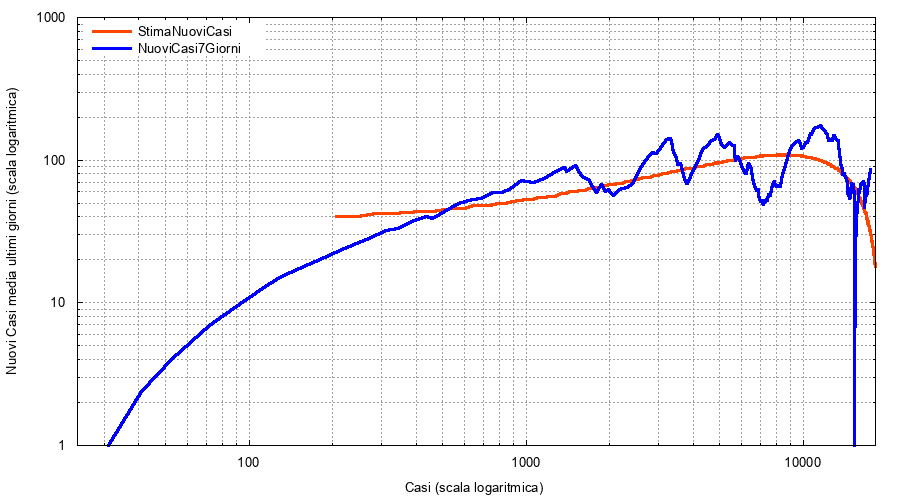 1000
StimaNuoviCasi
NuoviCasi7Giorni
100
10
1
100
1000
10000
Nuovi Casi media ultimi giorni (scala logaritmica)
Casi (scala logaritmica)